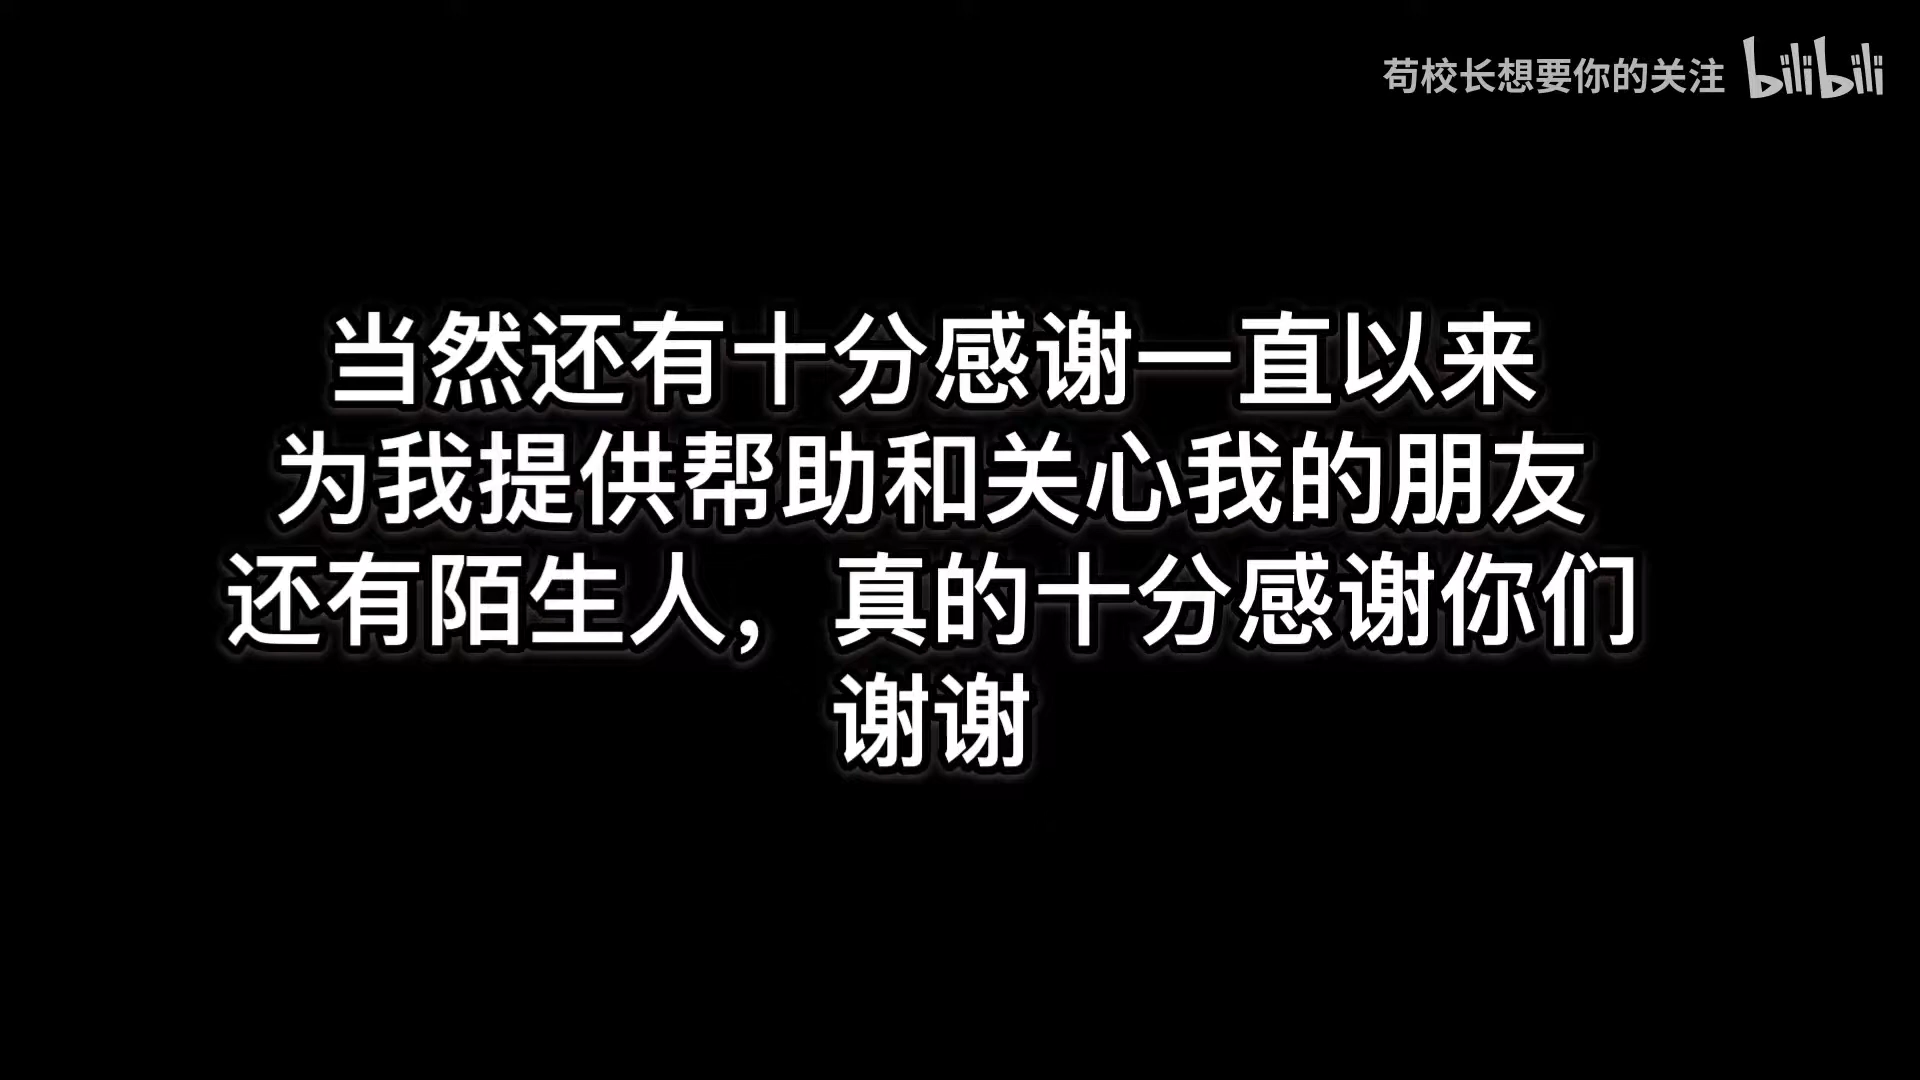 苟校长想要你的关注 bilibili
当然还有十分感谢一直以来
为我提供帮助和关心我的朋友
还有陌生人，真的十分感谢你们
谢谢